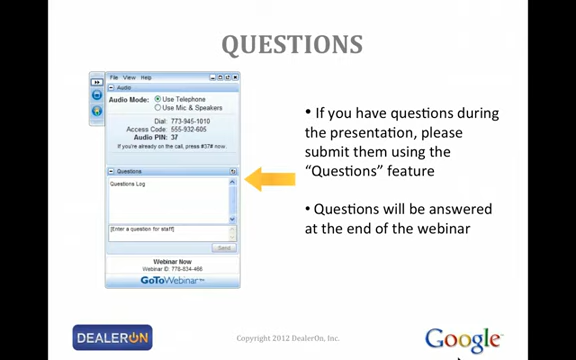 QUESTIONS
File View Help
Audio
Audio Mode: Use Telephone
Use Mic & Speakers
Dial: 773-945-1010
Access Code: 555-932-605
Audio PIN: 37
If you're already on the call, press #37# now.
Questions
Questions Log
[Enter a question for staff]
Send
Webinar Now
Webinar ID: 778-834-466
GoToWebinar™
• If you have questions during
the presentation, please
submit them using the
“Questions” feature
• Questions will be answered
at the end of the webinar
DEALERON
Copyright 2012 DealerOn, Inc.
Google™